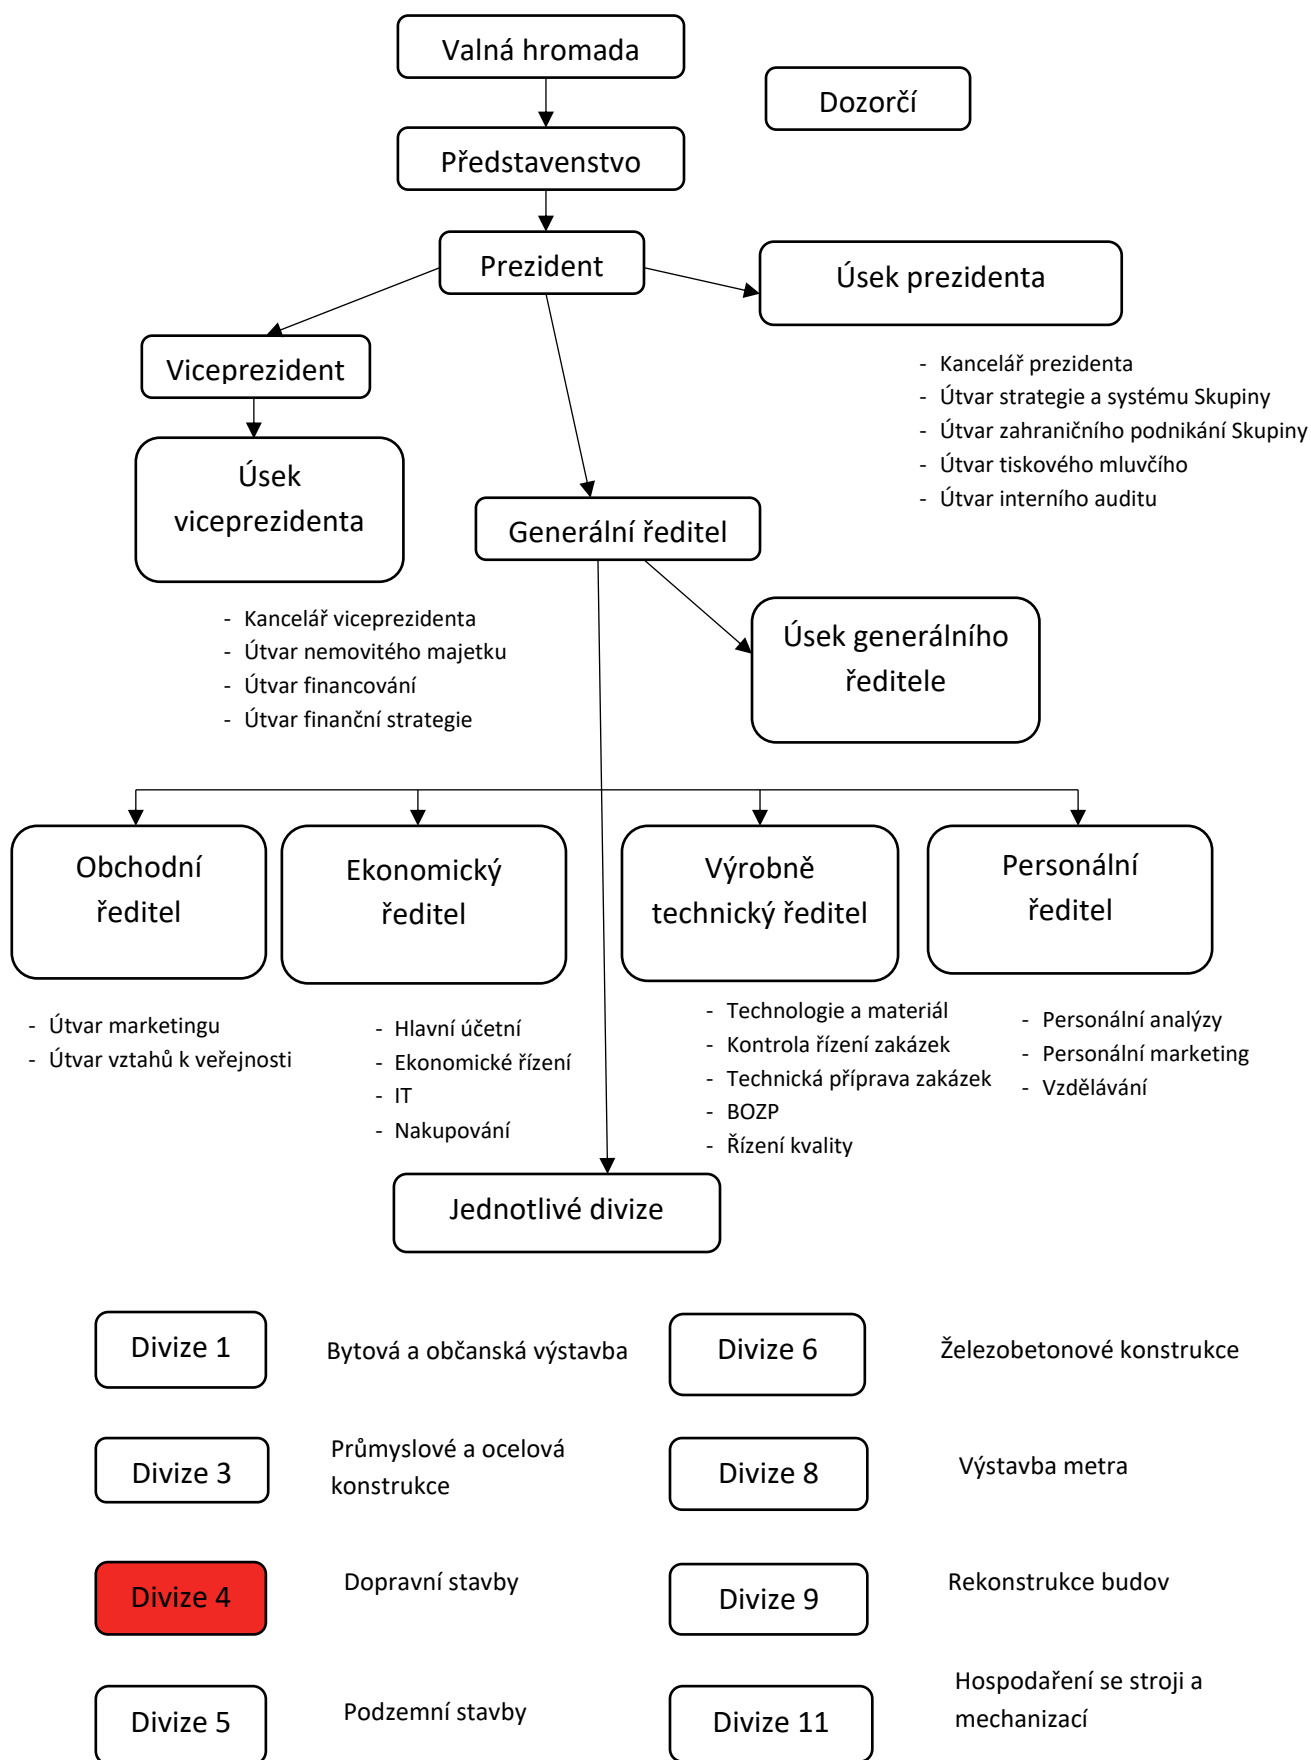 Valná hromada
Dozorčí
Představenstvo
Prezident
Úsek prezidenta
Viceprezident
- Kancelář prezidenta
- Útvar strategie a systému Skupiny
- Útvar zahraničního podnikání Skupiny
- Útvar tiskového mluvčího
- Útvar interního auditu
Úsek
viceprezidenta
Generální ředitel
- Kancelář viceprezidenta
- Útvar nemovitého majetku
- Útvar financování
- Útvar finanční strategie
Úsek generálního
ředitele
Obchodní
ředitel
Ekonomický
ředitel
Výrobně
technický ředitel
Personální
ředitel
- Útvar marketingu
- Útvar vztahů k veřejnosti
- Hlavní účetní
- Ekonomické řízení
- IT
- Nakupování
- Technologie a materiál
- Kontrola řízení zakázek
- Technická příprava zakázek
- BOZP
- Řízení kvality
- Personální analýzy
- Personální marketing
- Vzdělávání
Jednotlivé divize
Divize 1
Bytová a občanská výstavba
Divize 6
Železobetonové konstrukce
Divize 3
Průmyslové a ocelová
konstrukce
Divize 8
Výstavba metra
Divize 4
Dopravní stavby
Divize 9
Rekonstrukce budov
Divize 5
Podzemní stavby
Divize 11
Hospodaření se stroji a
mechanizací